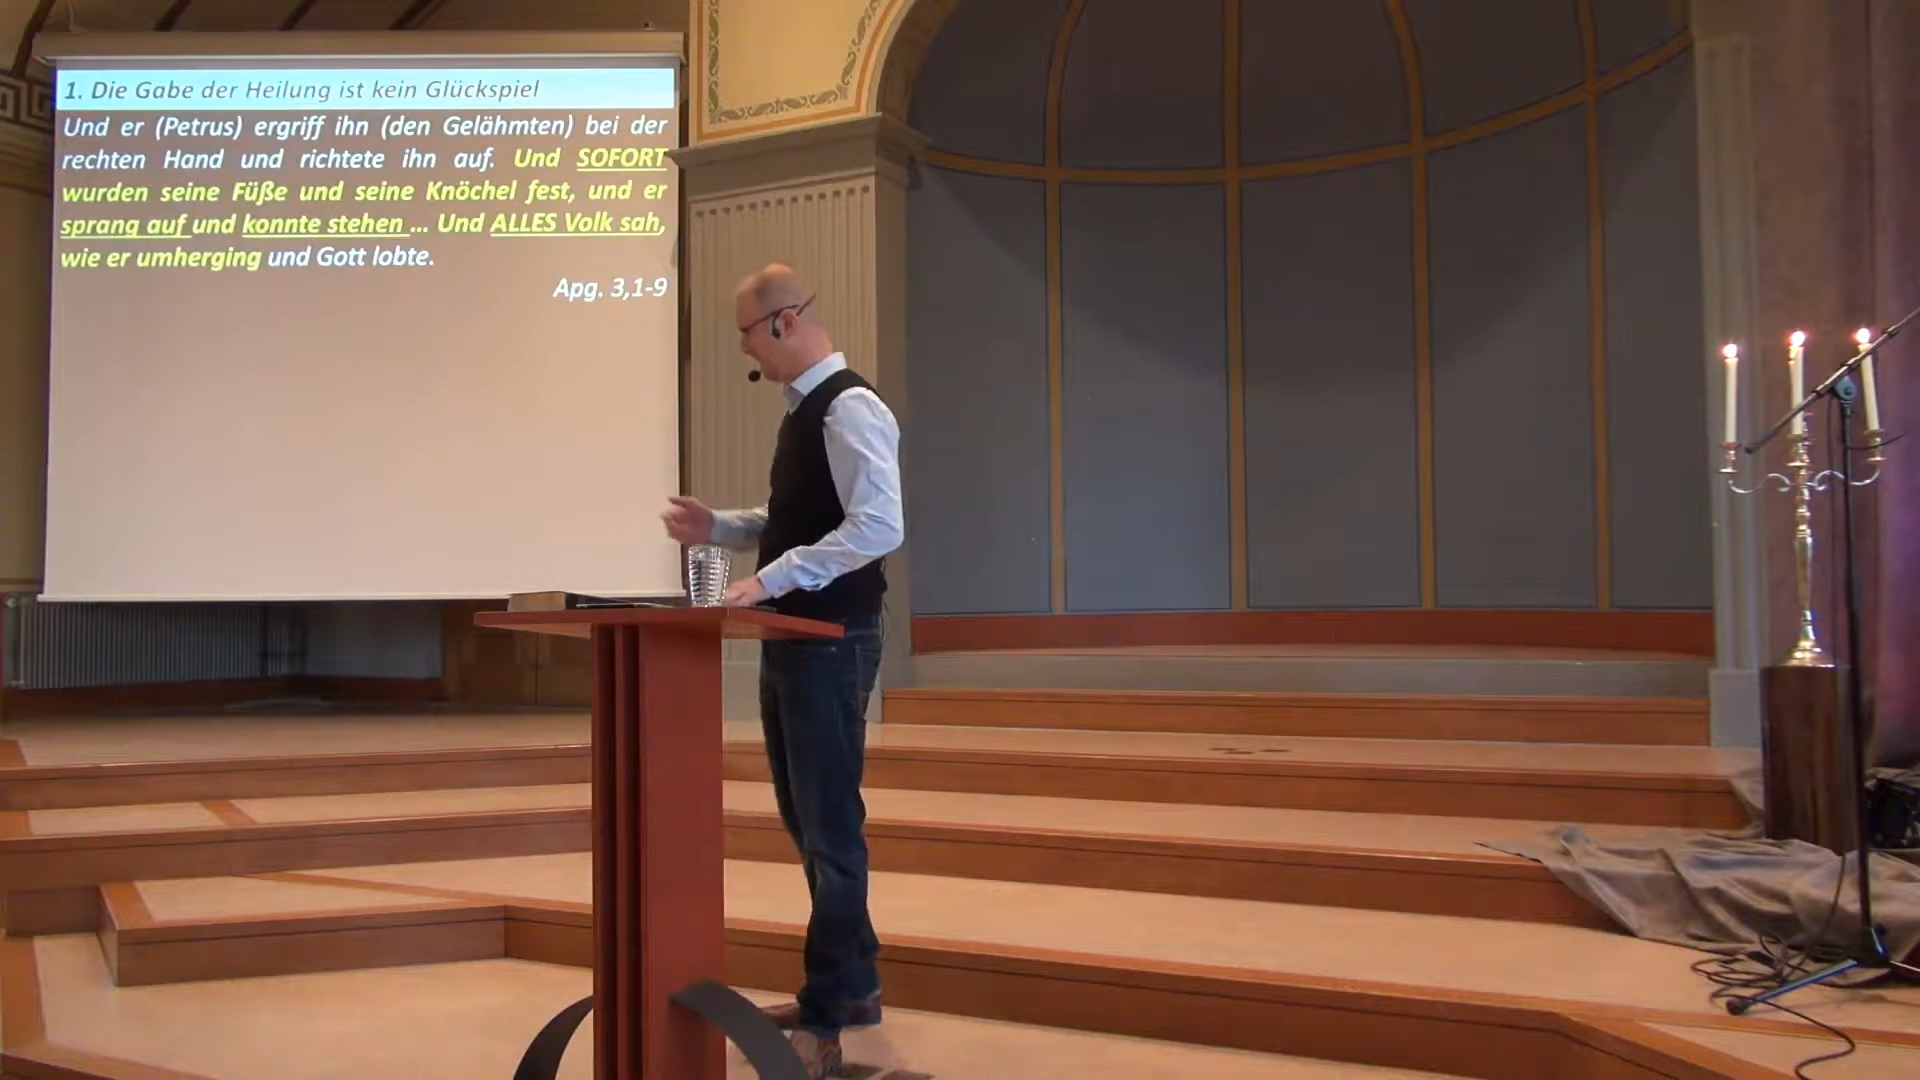 1. Die Gabe der Heilung ist kein Glückspiel
Und er (Petrus) ergriff ihn (den Gelähmten) bei der
rechten Hand und richtete ihn auf. Und SOFORT
wurden seine Füße und seine Knöchel fest, und er
sprang auf und konnte stehen ... Und ALLES Volk sah,
wie er umherging und Gott lobte.
Apg. 3,1-9